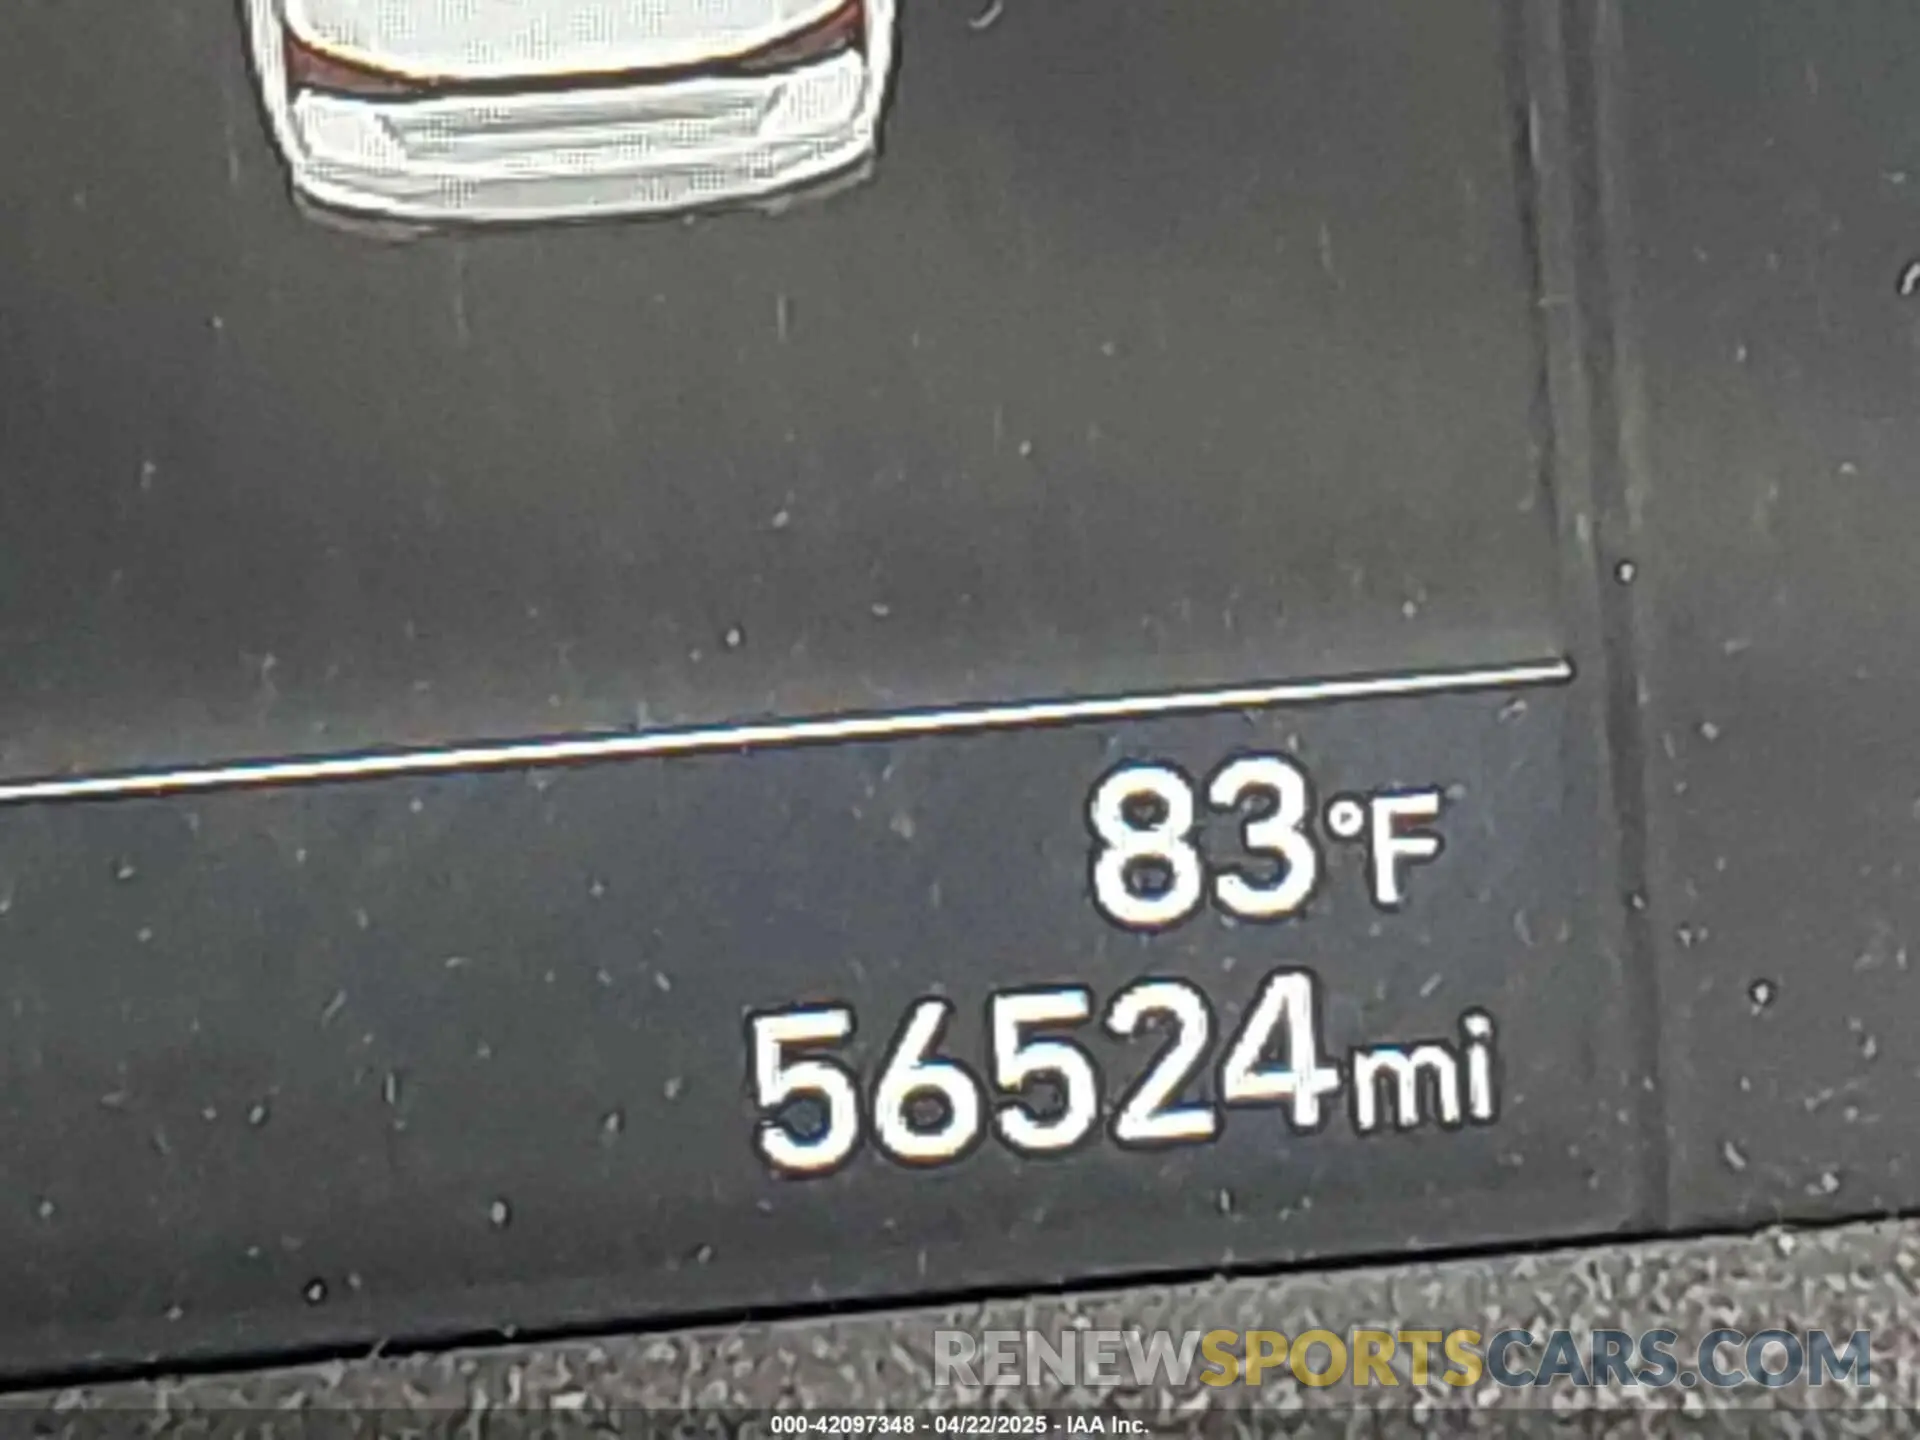 83°F
56524mi
RENEWSPORTSCARS.COM
000-42097348 - 04/22/2025 - IAA Inc.